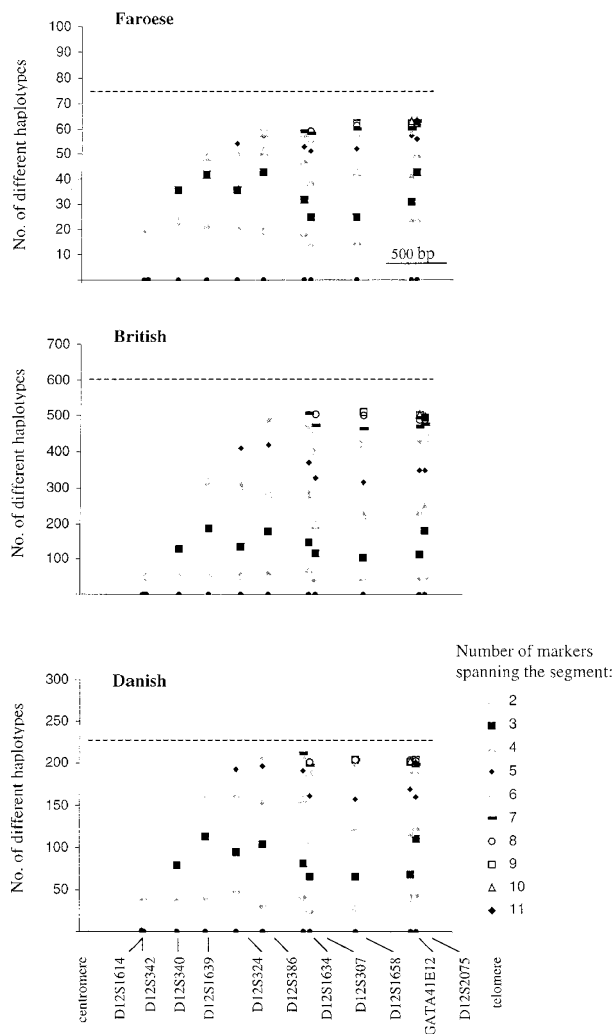 Faroese
No. of different haplotypes
100
90
80
70
60
50
40
30
20
10
500 bp
British
No. of different haplotypes
700
600
500
400
300
200
100
Danish
No. of different haplotypes
300
250
200
150
100
50
Number of markers
spanning the segment:
2
3
4
5
6
7
8
9
10
11
centromere
D12S1614
D12S342
D12S340
D12S1639
D12S324
D12S386
D12S1634
D12S307
D12S1658
GATA41E12
D12S2075
telomere